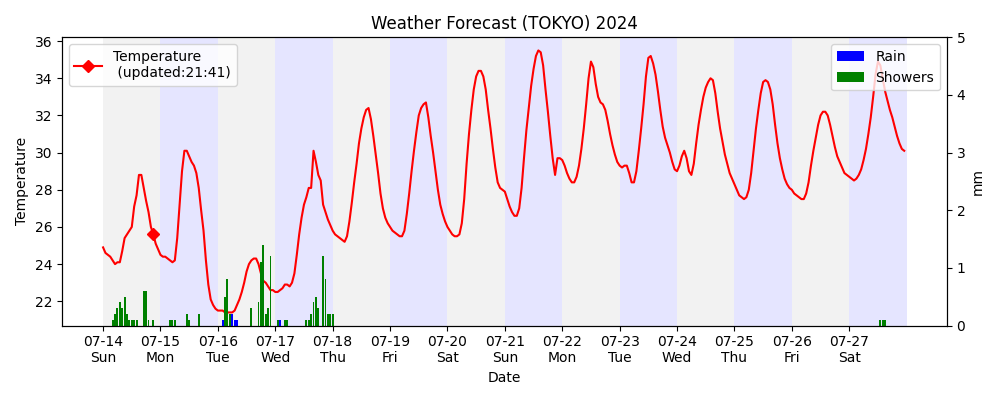 Weather Forecast (TOKYO) 2024
Temperature
(updated:21:41)
Rain
Showers
36
34
32
30
28
26
24
22
5
4
3
2
1
0
Temperature
mm
07-14 07-15 07-16 07-17 07-18 07-19 07-20 07-21 07-22 07-23 07-24 07-25 07-26 07-27
Sun Mon Tue Wed Thu Fri Sat Sun Mon Tue Wed Thu Fri Sat
Date